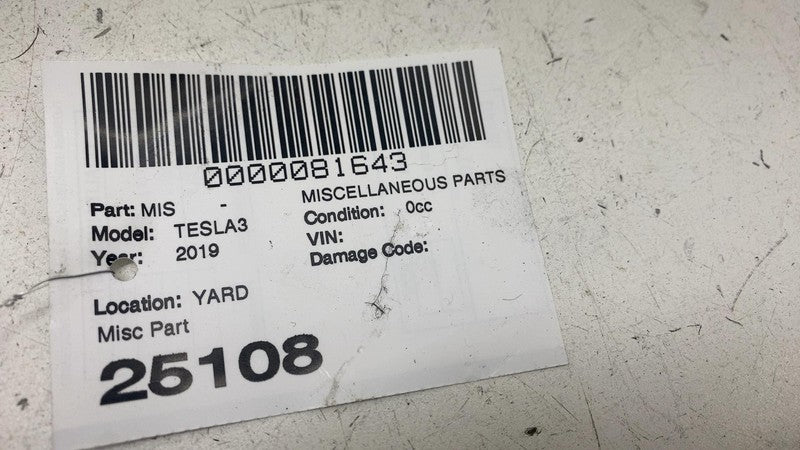 0000081643
Part: MIS -
MISCELLANEOUS PARTS
Model: TESLA3
Condition: 0cc
Year: 2019
VIN:
Damage Code:
Location: YARD
Misc Part
25108